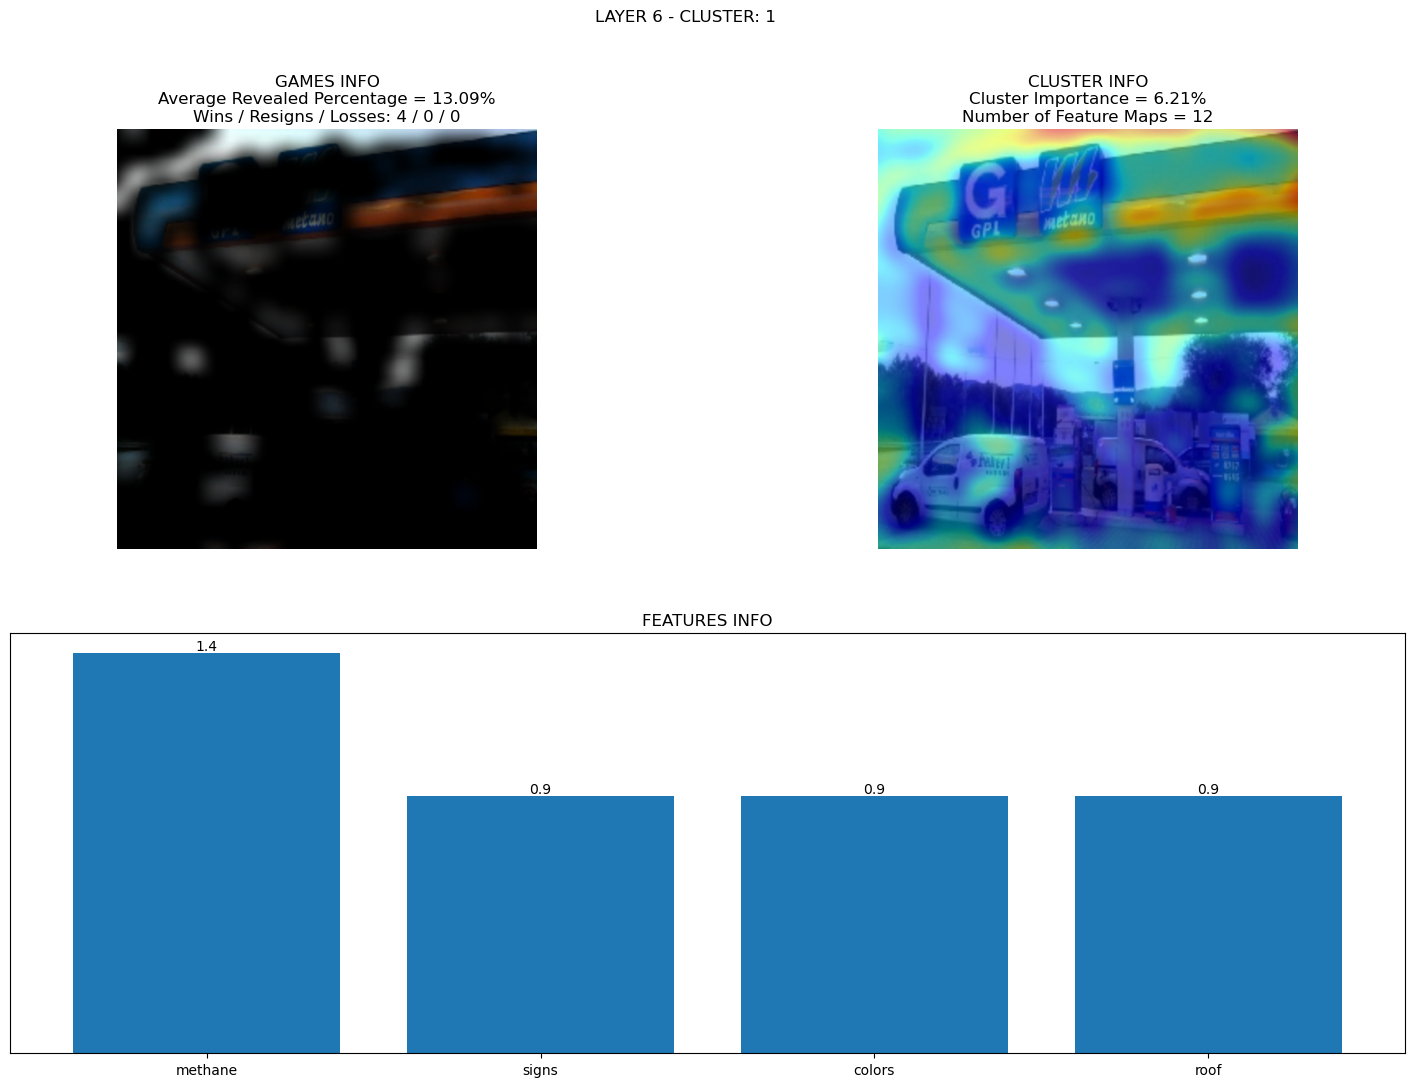 LAYER 6 - CLUSTER: 1
GAMES INFO
Average Revealed Percentage = 13.09%
Wins / Resigns / Losses: 4 / 0 / 0
GPL
metano
CLUSTER INFO
Cluster Importance = 6.21%
Number of Feature Maps = 12
G
GPL
metano
FEATURES INFO
1.4
0.9
0.9
0.9
methane
signs
colors
roof